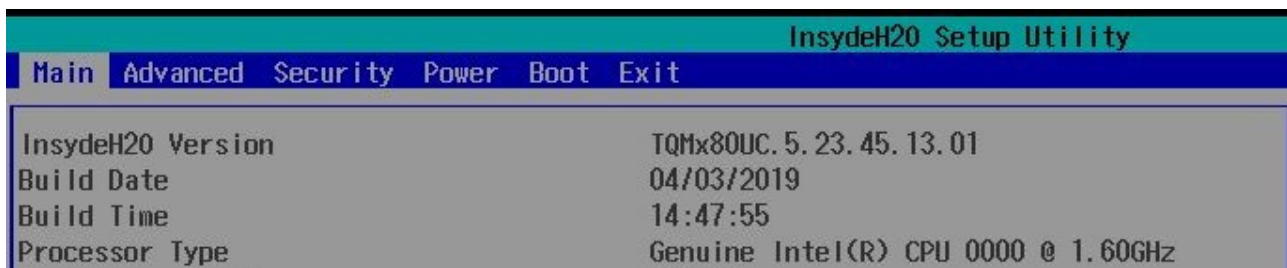 InsydeH20 Setup Utility
Main Advanced Security Power Boot Exit
InsydeH20 Version TQMx80UC.5.23.45.13.01
Build Date 04/03/2019
Build Time 14:47:55
Processor Type Genuine Intel(R) CPU 0000 @ 1.60GHz